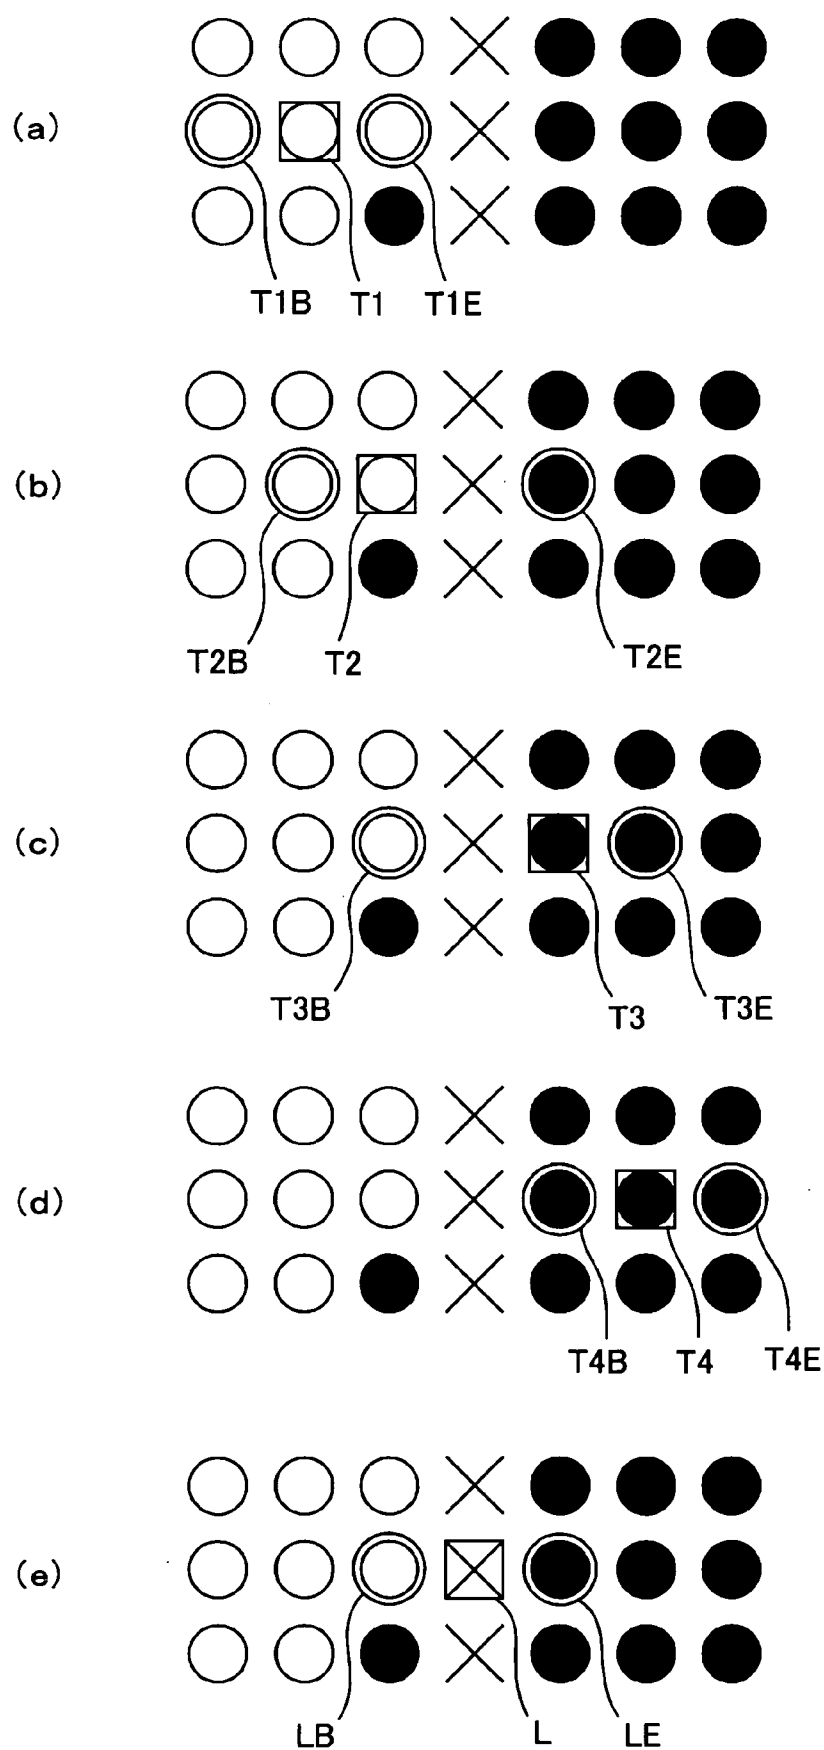 (a)
T1B T1 T1E
(b)
T2B T2 T2E
(c)
T3B T3 T3E
(d)
T4B T4 T4E
(e)
LB L LE